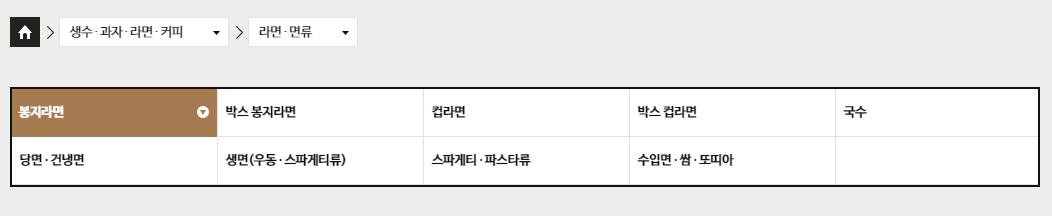 생수 · 과자 · 라면 · 커피 라면 · 면류
봉지라면 박스 봉지라면 컵라면 박스 컵라면 국수
당면 · 건냉면 생면(우동 · 스파게티류) 스파게티 · 파스타류 수입면 · 쌈 · 또띠아